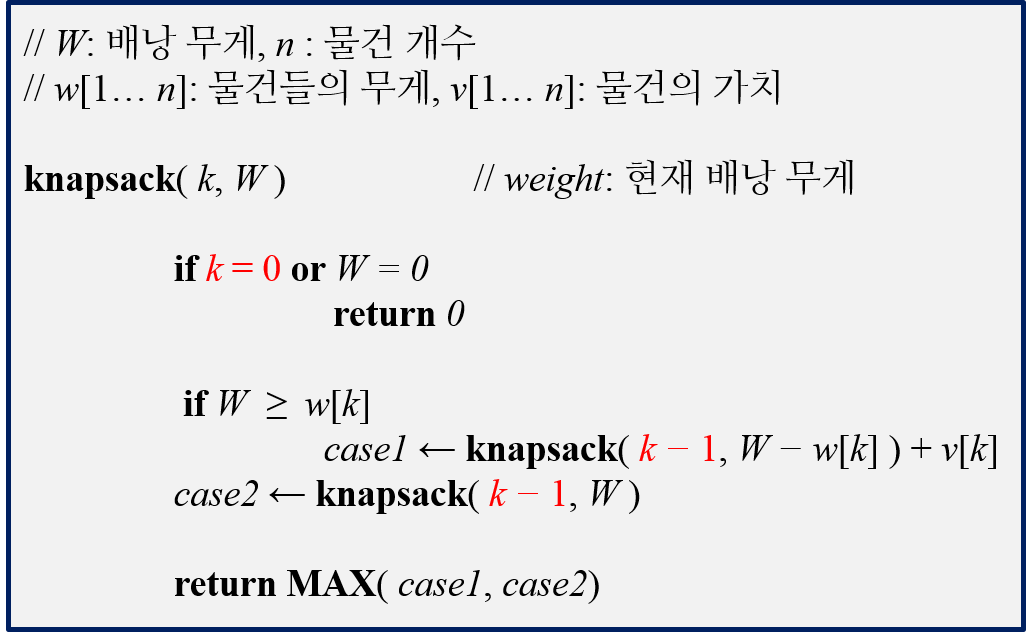 // W: 배낭 무게, n : 물건 개수
// w[1… n]: 물건들의 무게, v[1… n]: 물건의 가치
knapsack( k, W ) // weight: 현재 배낭 무게
if k = 0 or W = 0
return 0
if W ≥ w[k]
case1 ← knapsack( k − 1, W − w[k] ) + v[k]
case2 ← knapsack( k − 1, W )
return MAX( case1, case2)